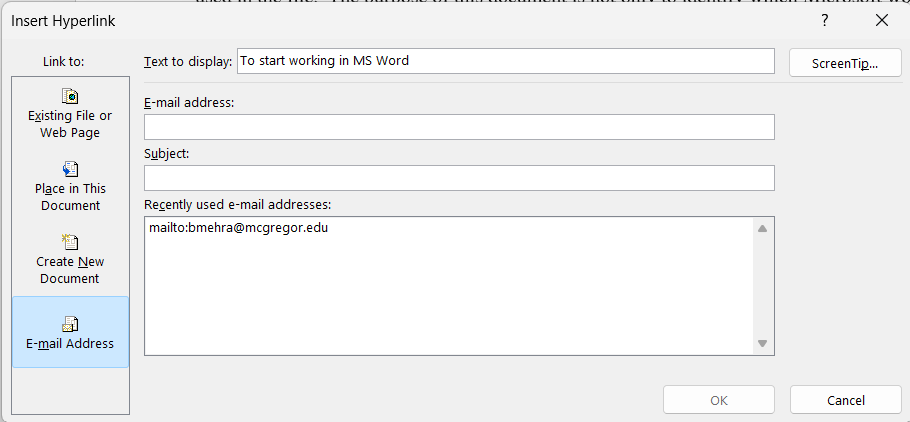 used in the file. The purpose of this document is not only to identify which Microsoft wo
Insert Hyperlink
?
Link to:
Text to display:
To start working in MS Word
ScreenTip...
Existing File or
Web Page
Place in This
Document
Create New
Document
E-mail Address
E-mail address:
Subject:
Recently used e-mail addresses:
mailto:bmehra@mcgregor.edu
OK
Cancel